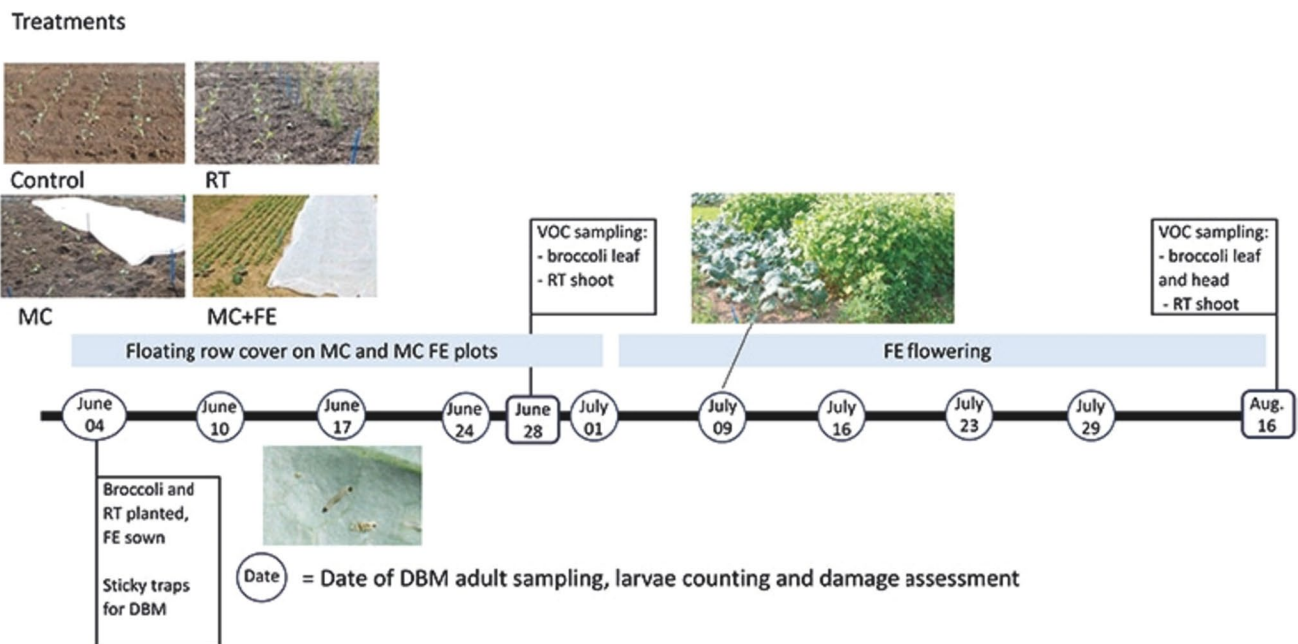 Treatments
Control
RT
MC
MC+FE
VOC sampling:
- broccoli leaf
- RT shoot
VOC sampling:
- broccoli leaf
and head
- RT shoot
Floating row cover on MC and MC FE plots
FE flowering
June
04
June
10
June
17
June
24
June
28
July
01
July
09
July
16
July
23
July
29
Aug.
16
Broccoli and
RT planted,
FE sown
Sticky traps
for DBM
Date
= Date of DBM adult sampling, larvae counting and damage assessment